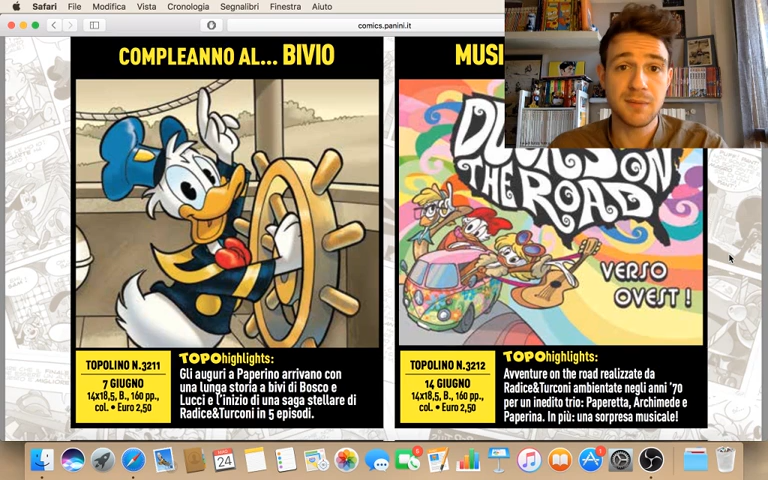 Safari File Modifica Vista Cronologia Segnalibri Finestra Aiuto
comics.panini.it
COMPLEANNO AL... BIVIO
MUSI
DUCKS ON
THE ROAD
VERSO
OVEST !
TOPOLINO N.3211
7 GIUGNO
14x18,5, B., 160 pp.,
col. • Euro 2,50
TOPOhighlights:
Gli auguri a Paperino arrivano con
una lunga storia a bivi di Bosco e
Lucci e l'inizio di una saga stellare di
Radice&Turconi in 5 episodi.
TOPOLINO N.3212
14 GIUGNO
14x18,5, B., 160 pp.,
col. • Euro 2,50
TOPOhighlights:
Avventure on the road realizzate da
Radice&Turconi ambientate negli anni '70
per un inedito trio: Paperetta, Archimede e
Paperina. In più: una sorpresa musicale!
24